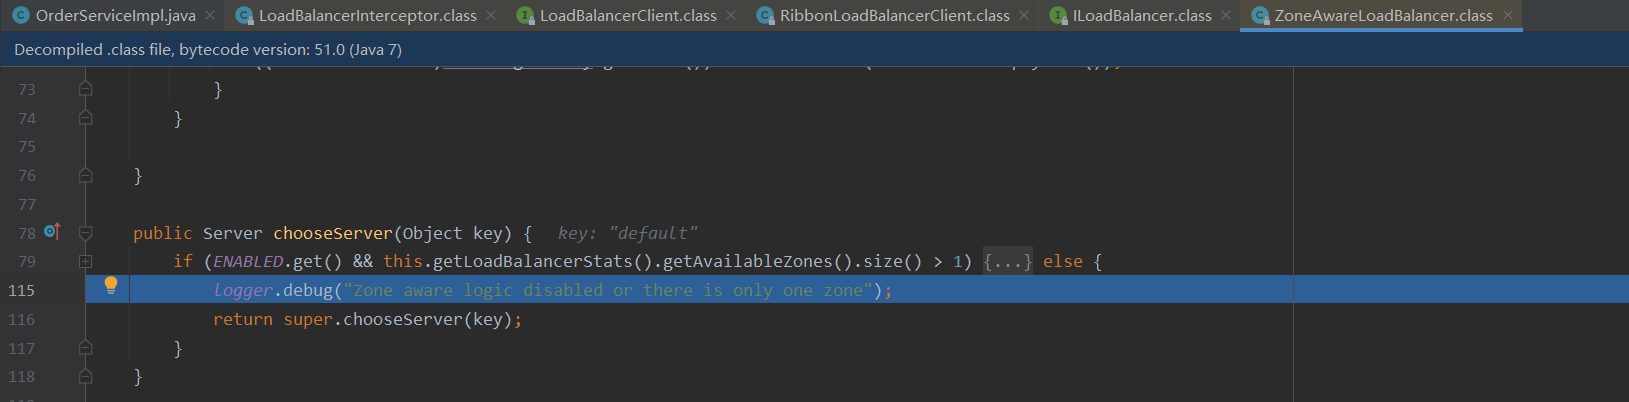 OrderServiceImpl.java LoadBalancerInterceptor.class LoadBalancerClient.class RibbonLoadBalancerClient.class ILoadBalancer.class ZoneAwareLoadBalancer.class
Decompiled .class file, bytecode version: 51.0 (Java 7)
73 }
74 }
75
76 }
77
78 public Server chooseServer(Object key) { key: "default"
79 if (ENABLED.get() && this.getLoadBalancerStats().getAvailableZones().size() > 1) {...} else {
115 logger.debug("Zone aware logic disabled or there is only one zone");
116 return super.chooseServer(key);
117 }
118 }